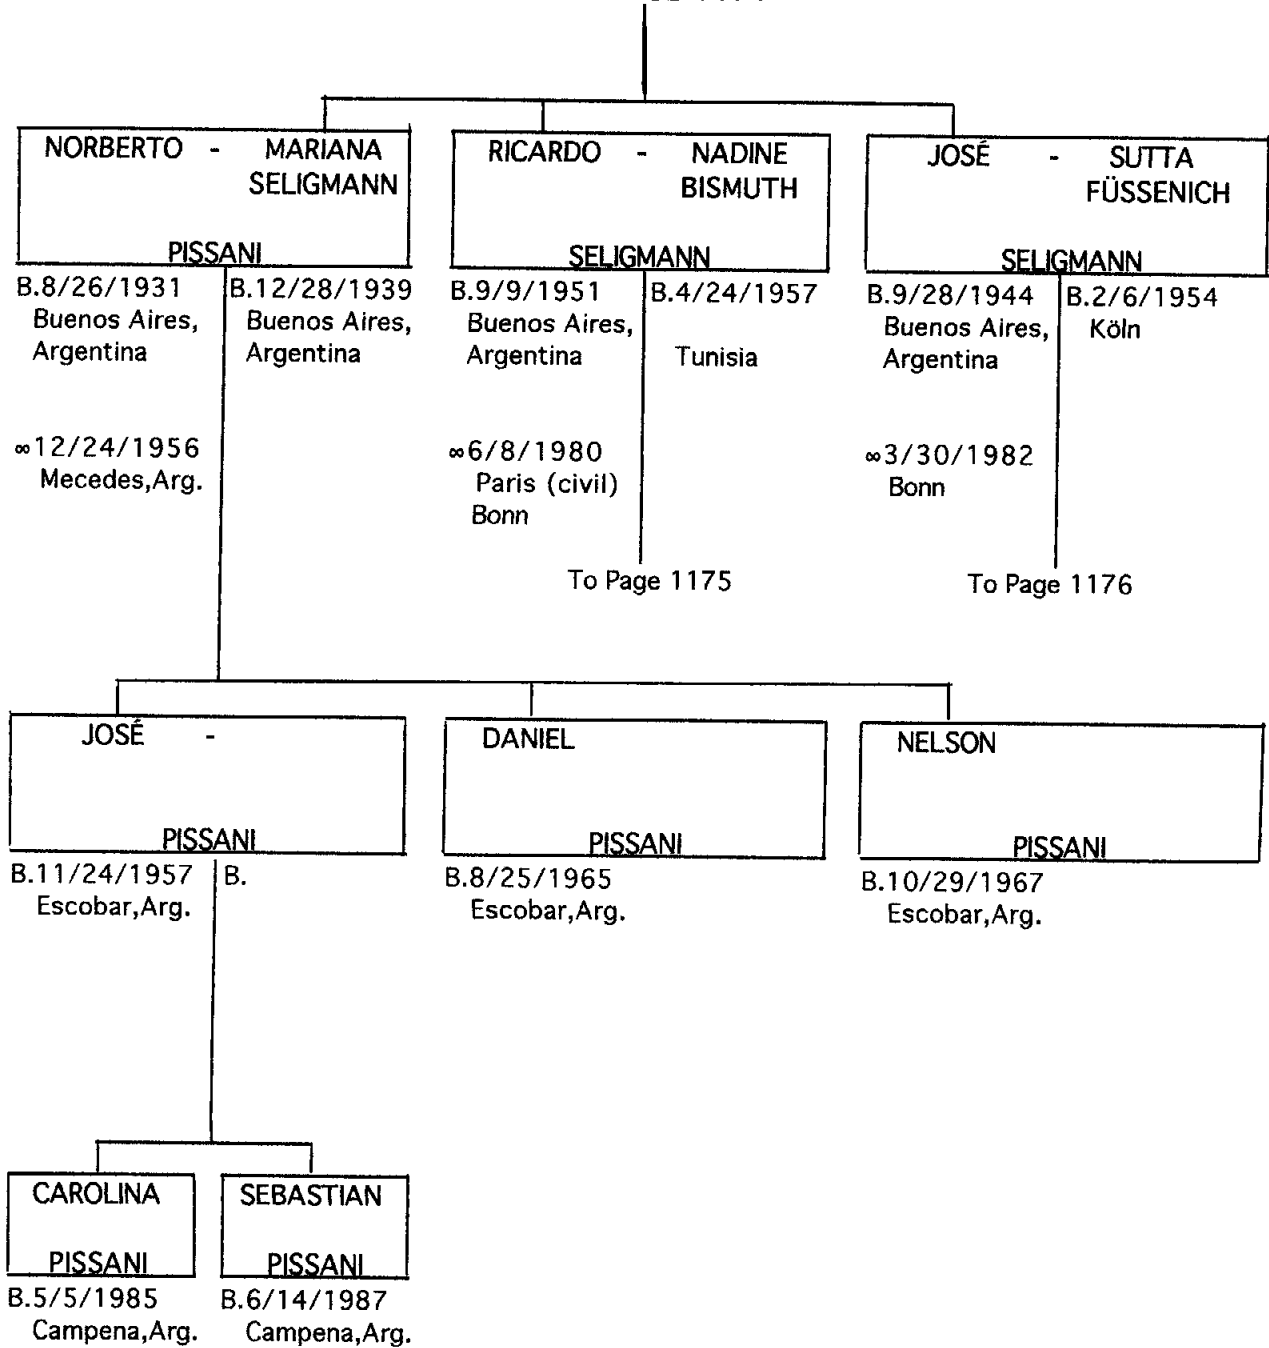 NORBERTO - MARIANA
SELIGMANN
PISSANI
B.8/26/1931
Buenos Aires,
Argentina
B.12/28/1939
Buenos Aires,
Argentina
∞12/24/1956
Mecedes,Arg.
RICARDO - NADINE
BISMUTH
SELIGMANN
B.9/9/1951
Buenos Aires,
Argentina
B.4/24/1957
Tunisia
∞6/8/1980
Paris (civil)
Bonn
To Page 1175
JOSÉ - SUTTA
FÜSSENICH
SELIGMANN
B.9/28/1944
Buenos Aires,
Argentina
B.2/6/1954
Köln
∞3/30/1982
Bonn
To Page 1176
JOSÉ -
PISSANI
B.11/24/1957
Escobar,Arg.
B.
DANIEL
PISSANI
B.8/25/1965
Escobar,Arg.
NELSON
PISSANI
B.10/29/1967
Escobar,Arg.
CAROLINA
PISSANI
B.5/5/1985
Campena,Arg.
SEBASTIAN
PISSANI
B.6/14/1987
Campena,Arg.